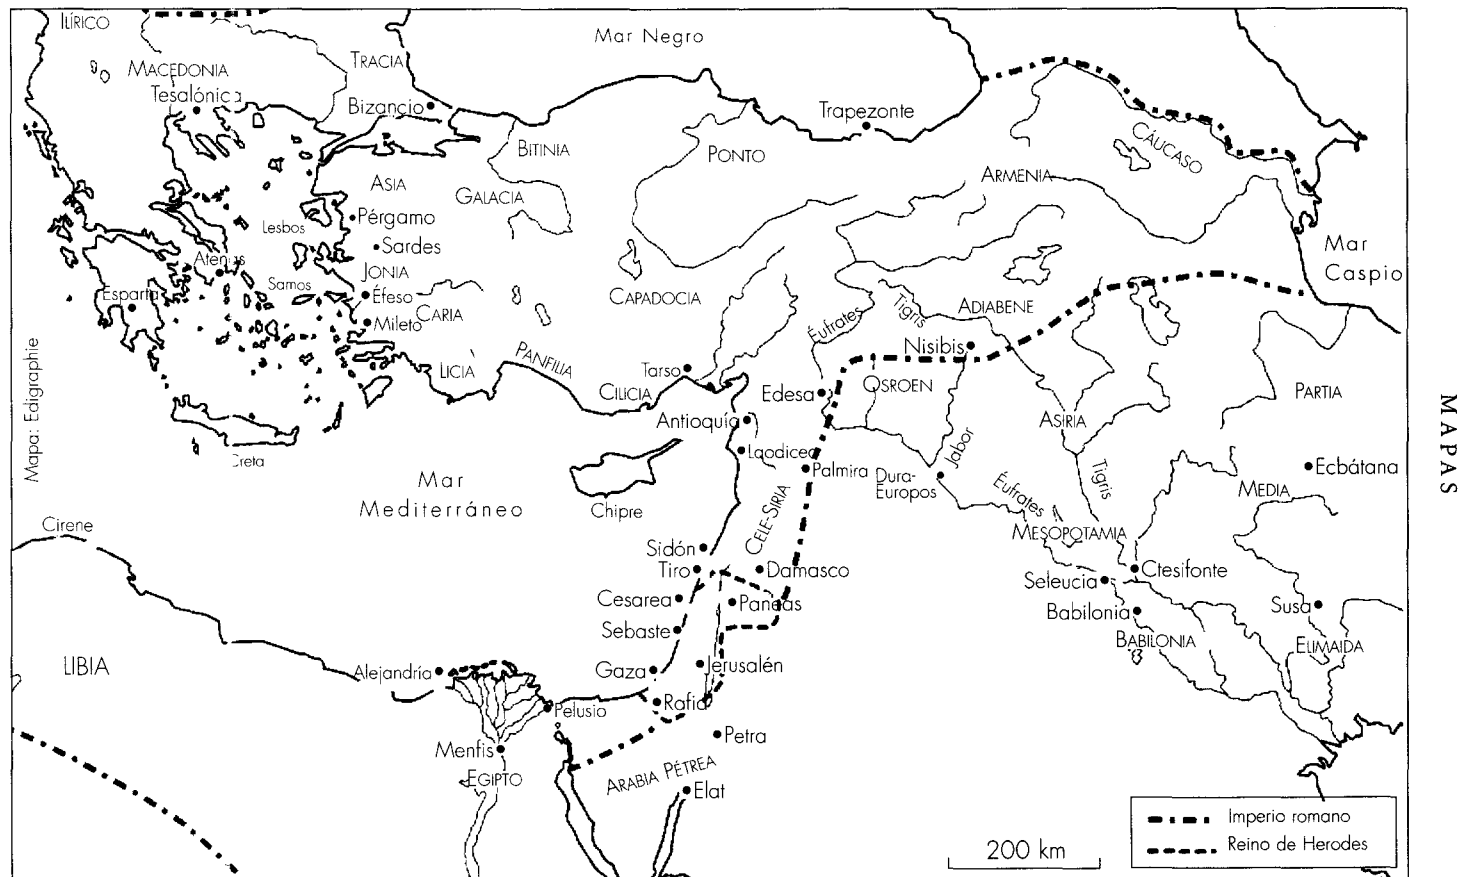 ILÍRICO
Mar Negro
TRACIA
MACEDONIA
Tesalónica
Bizancio
Trapezonte
CÁUCASO
BITINIA
PONTO
ARMENIA
ASIA
GALACIA
Pérgamo
Lesbos
Sardes
Atenas
JONIA
Samos
Éfeso
Esparta
CARIA
CAPADOCIA
Mileto
Mar
Caspio
Tigris
ADIABENE
Éufrates
Nisibis
LICIA
PANFILIA
Tarso
CILICIA
Edesa
OSROEN
PARTIA
Antioquía
ASIRIA
Laodicea
Jabor
Creta
Palmira
Dura-
Europos
Tigris
Ecbátana
Mar
Mediterráneo
Éufrates
MEDIA
Chipre
CELE-SIRIA
Cirene
MESOPOTAMIA
Sidón
Tiro
Damasco
Ctesifonte
Seleucia
Cesarea
Paneas
Babilonia
Susa
Sebaste
BABILONIA
ELIMAIDA
LIBIA
Alejandría
Gaza
Jerusalén
Rafia
Pelusio
Petra
Menfis
EGIPTO
ARABIA PÉTREA
Elat
200 km
Imperio romano
Reino de Herodes
Mapa: Edigraphie
MAPAS